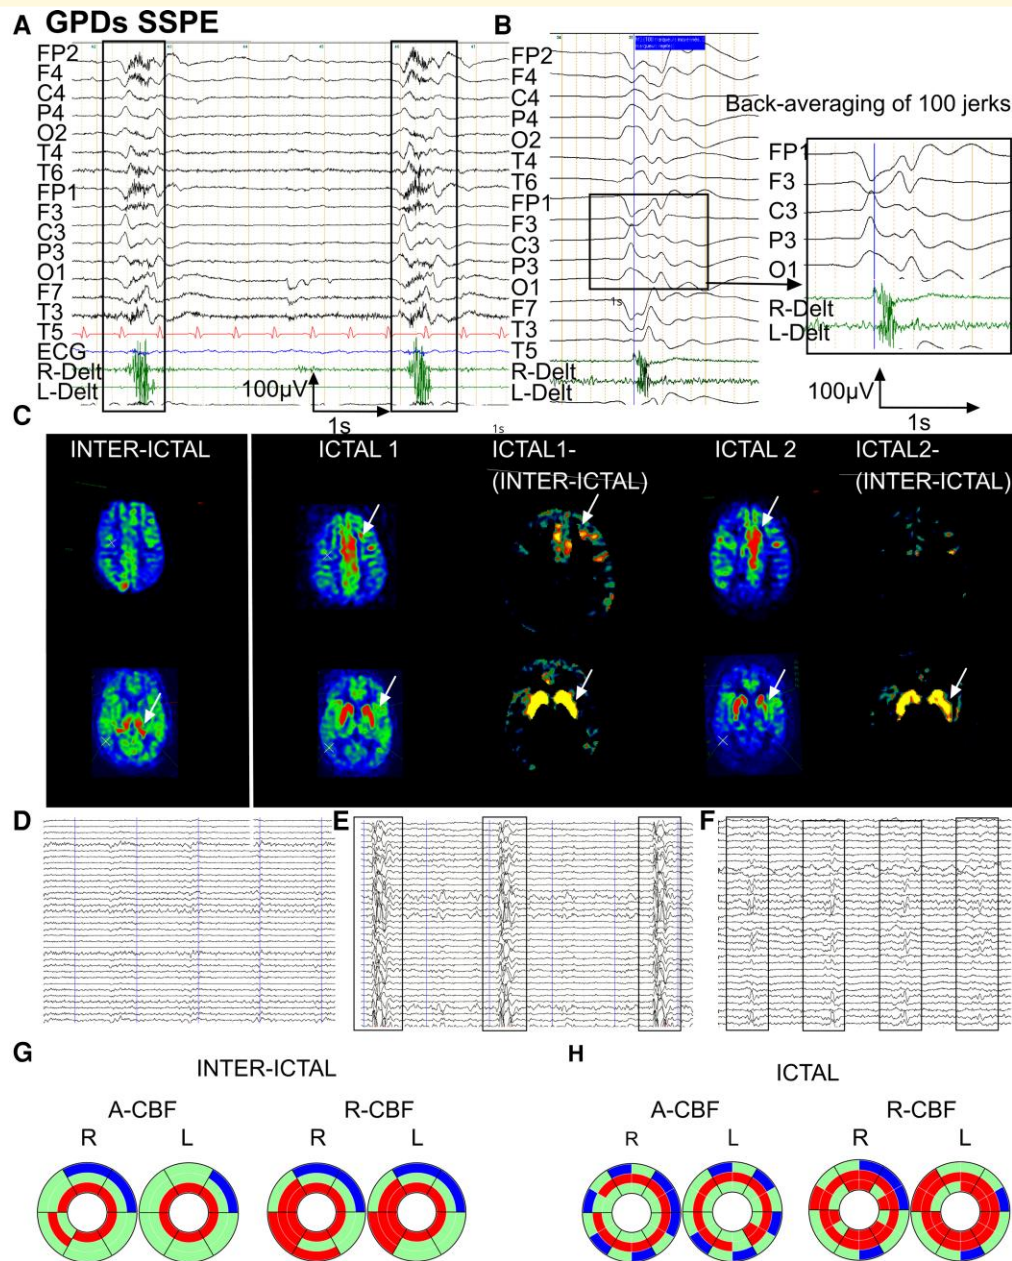 A GPDs SSPE
FP2
F4
C4
P4
O2
T4
T6
FP1
F3
C3
P3
O1
F7
T3
T5
ECG
R-Delt
L-Delt
100µV
1s
B
FP2
F4
C4
P4
O2
T4
T6
FP1
F3
C3
P3
O1
F7
T3
T5
R-Delt
L-Delt
1s
1s
Back-averaging of 100 jerks
FP1
F3
C3
P3
O1
R-Delt
L-Delt
100µV
1s
C
INTER-ICTAL
ICTAL 1
ICTAL1-
(INTER-ICTAL)
ICTAL 2
ICTAL2-
(INTER-ICTAL)
D
E
F
G
INTER-ICTAL
A-CBF
R L
R-CBF
R L
H
ICTAL
A-CBF
R L
R-CBF
R L